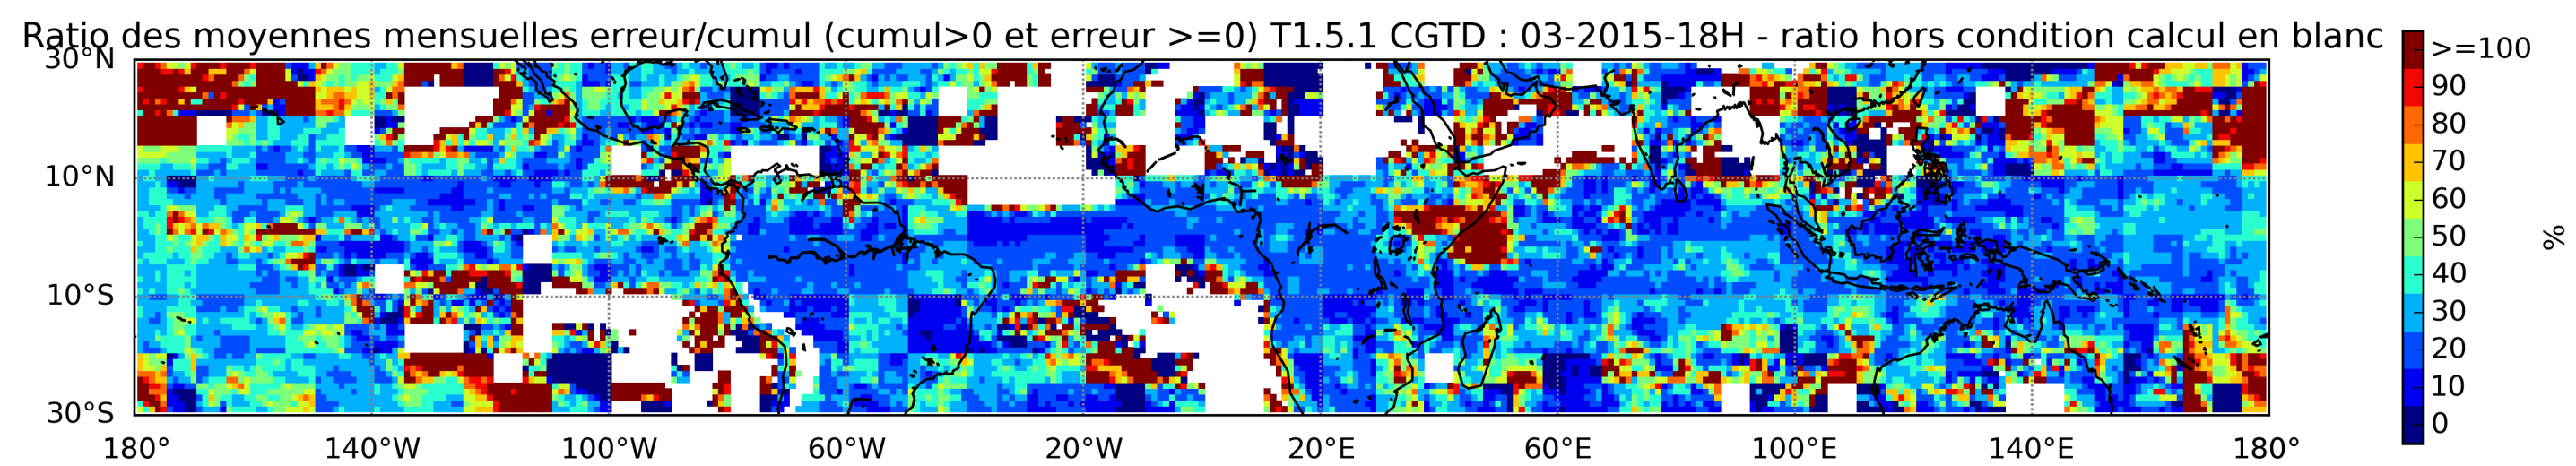 Ratio des moyennes mensuelles erreur/cumul (cumul>0 et erreur >=0) T1.5.1 CGTD : 03-2015-18H - ratio hors condition calcul en blanc
30°N
10°N
10°S
30°S
180° 140°W 100°W 60°W 20°W 20°E 60°E 100°E 140°E 180°
>=100
90
80
70
60
50
40
30
20
10
0
%